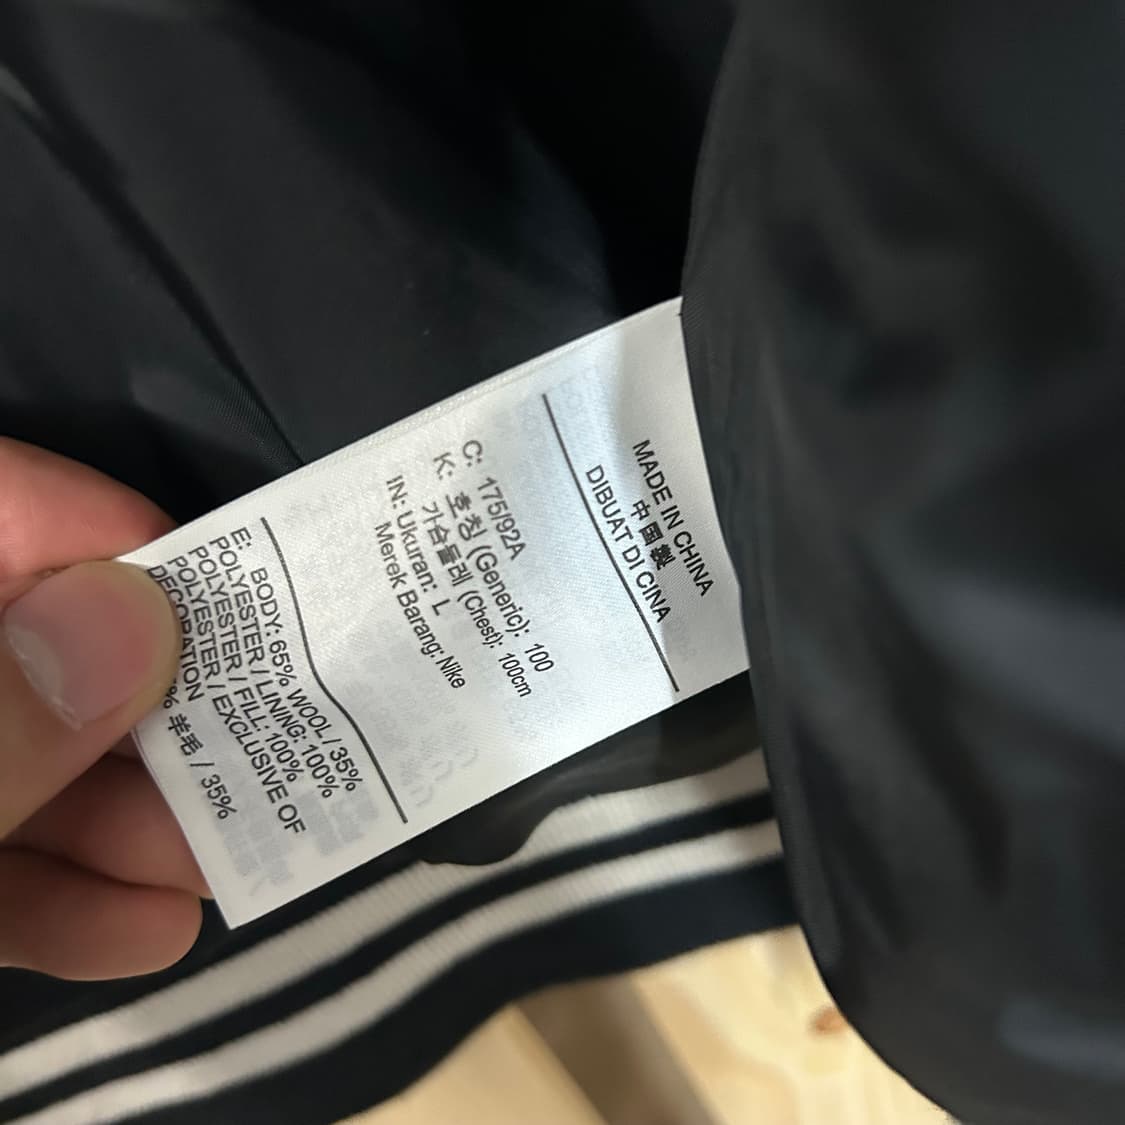 MADE IN CHINA
中国製
DIBUAT DI CINA
C: 175/92A
K: 호칭 (Generic): 100
가슴둘레 (Chest): 100cm
IN: Ukuran: L
Merek Barang: Nike
E: BODY: 65% WOOL / 35%
POLYESTER / LINING: 100%
POLYESTER / FILL: 100%
POLYESTER / EXCLUSIVE OF
DECORATION
% 羊毛 / 35%